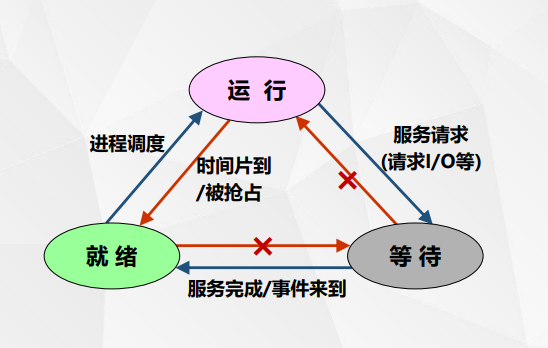 运 行
进程调度
服务请求
(请求I/O等)
时间片到
/被抢占
就 绪
等 待
服务完成/事件来到